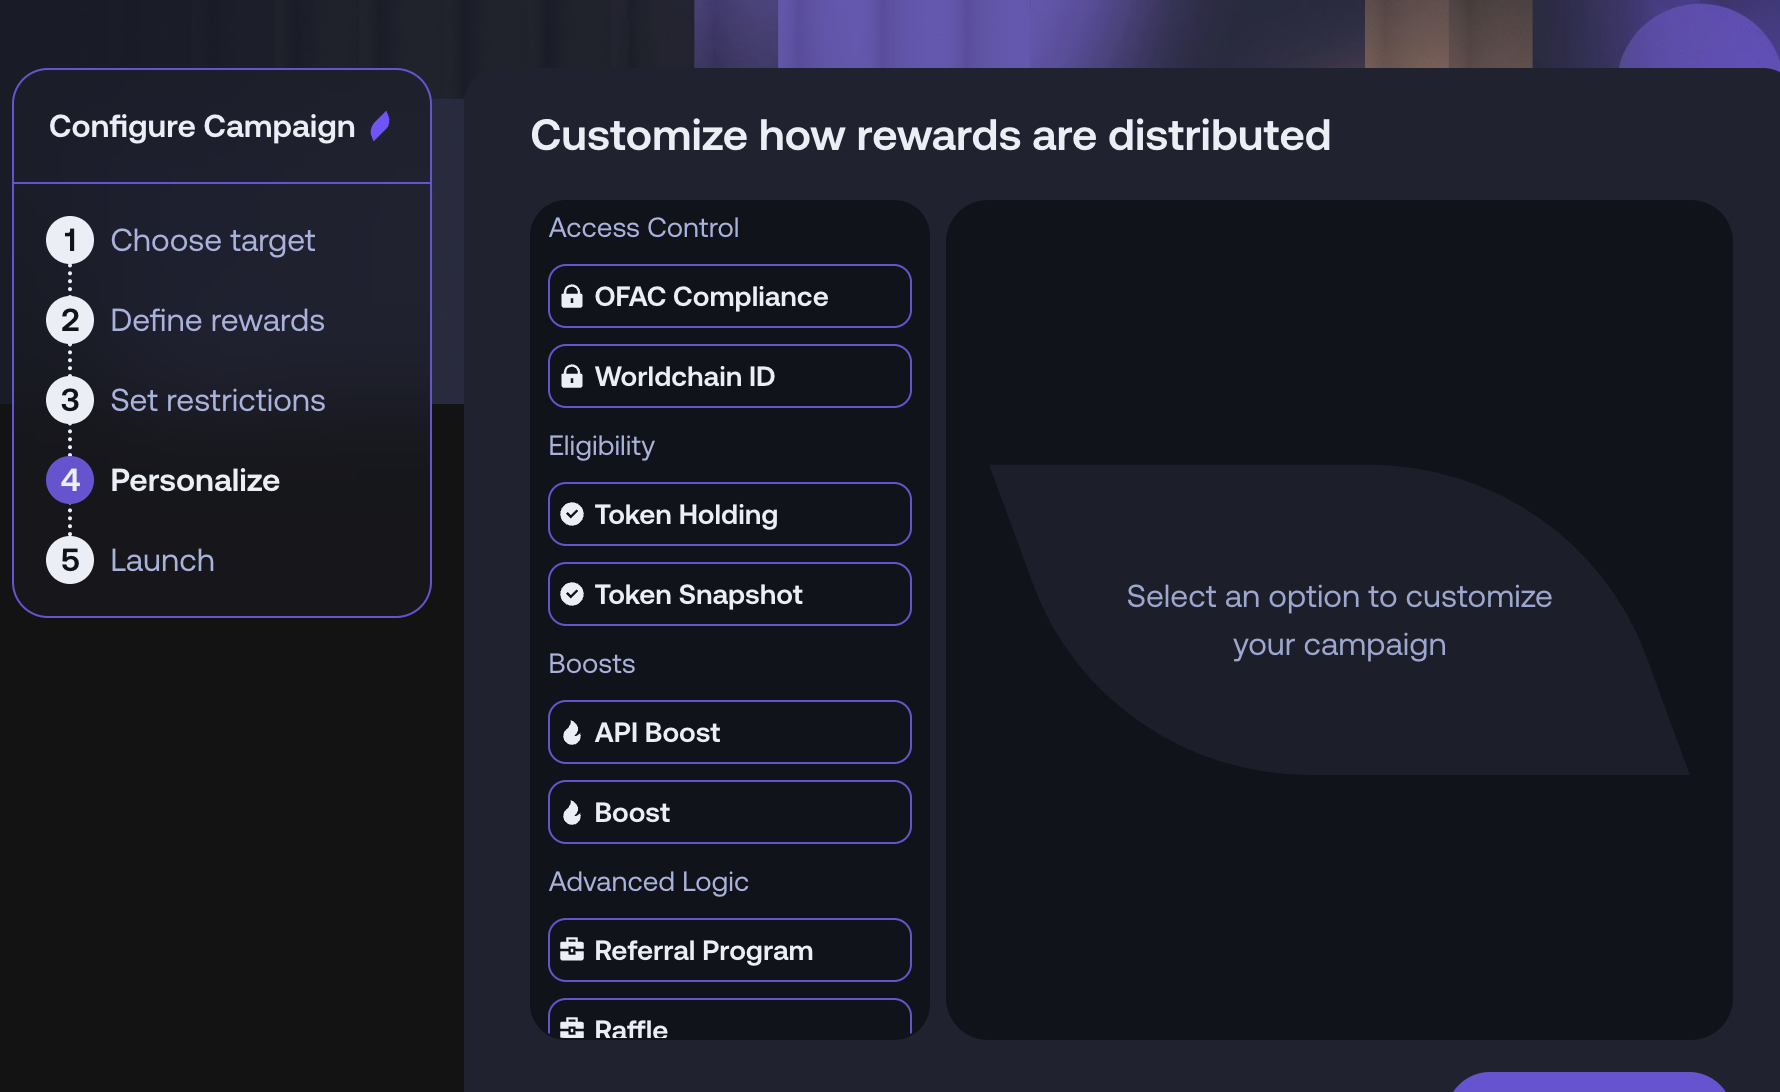 Configure Campaign
1 Choose target
2 Define rewards
3 Set restrictions
4 Personalize
5 Launch
Customize how rewards are distributed
Access Control
OFAC Compliance
Worldchain ID
Eligibility
Token Holding
Token Snapshot
Boosts
API Boost
Boost
Advanced Logic
Referral Program
Raffle
Select an option to customize
your campaign